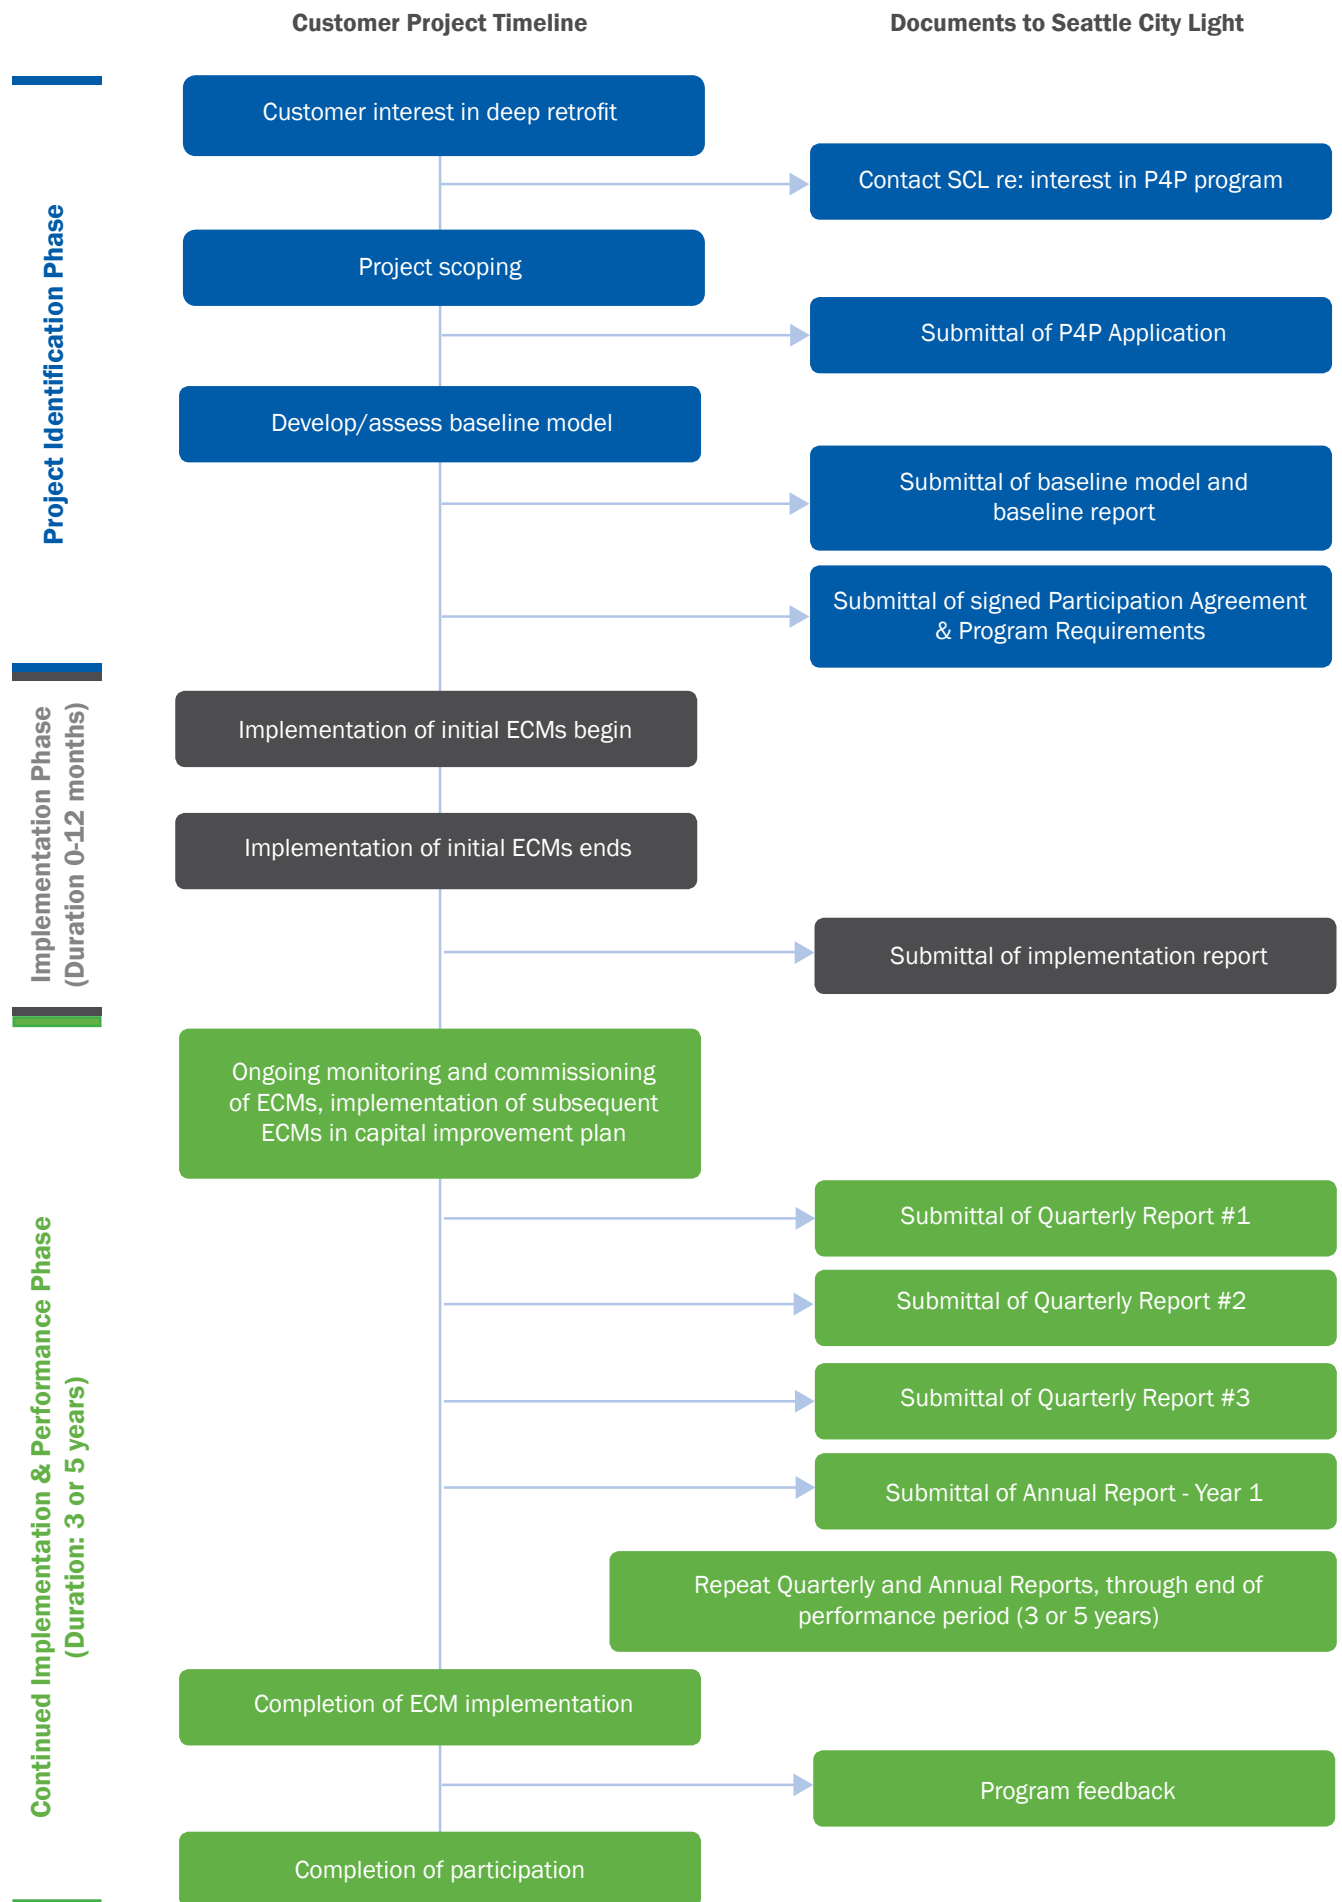 Customer Project Timeline
Documents to Seattle City Light
Project Identification Phase
Customer interest in deep retrofit
Contact SCL re: interest in P4P program
Project scoping
Submittal of P4P Application
Develop/assess baseline model
Submittal of baseline model and
baseline report
Submittal of signed Participation Agreement
& Program Requirements
Implementation Phase
(Duration 0-12 months)
Implementation of initial ECMs begin
Implementation of initial ECMs ends
Submittal of implementation report
Continued Implementation & Performance Phase
(Duration: 3 or 5 years)
Ongoing monitoring and commissioning
of ECMs, implementation of subsequent
ECMs in capital improvement plan
Submittal of Quarterly Report #1
Submittal of Quarterly Report #2
Submittal of Quarterly Report #3
Submittal of Annual Report - Year 1
Repeat Quarterly and Annual Reports, through end of
performance period (3 or 5 years)
Completion of ECM implementation
Program feedback
Completion of participation